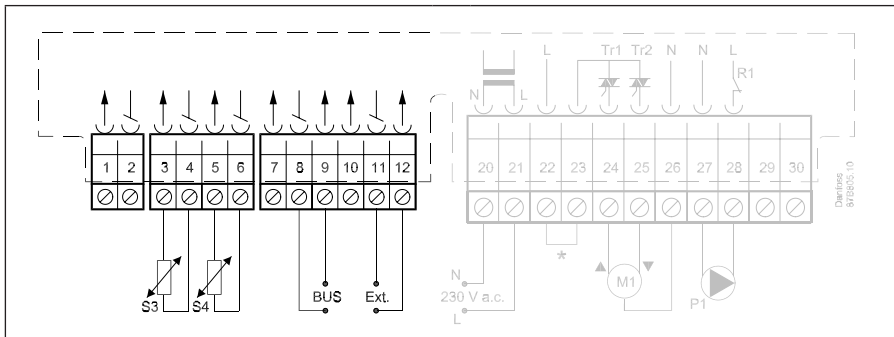 L Tr1 Tr2 N N L
R1
N L
1 2 3 4 5 6 7 8 9 10 11 12
20 21 22 23 24 25 26 27 28 29 30
Danfoss
87B805.10
*
N
S3 S4 BUS Ext. 230 V a.c. M1 P1
L